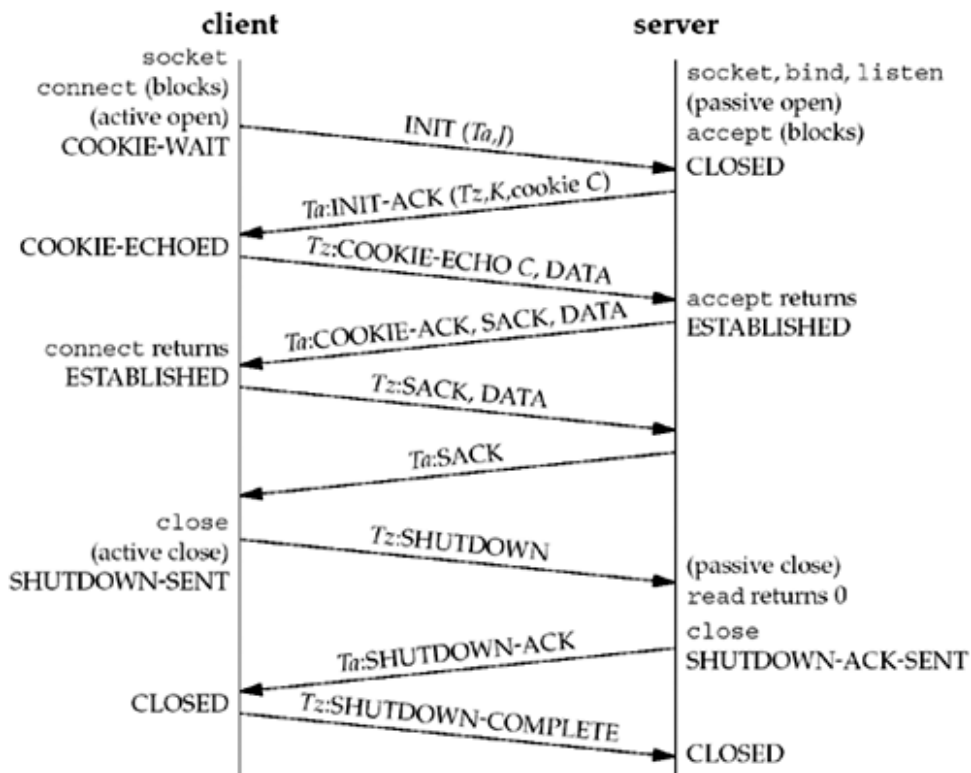 client
server
socket
connect (blocks)
(active open)
COOKIE-WAIT
socket, bind, listen
(passive open)
accept (blocks)
CLOSED
INIT (Ta,J)
Ta:INIT-ACK (Tz,K,cookie C)
COOKIE-ECHOED
Tz:COOKIE-ECHO C, DATA
accept returns
ESTABLISHED
Ta:COOKIE-ACK, SACK, DATA
connect returns
ESTABLISHED
Tz:SACK, DATA
Ta:SACK
close
(active close)
SHUTDOWN-SENT
Tz:SHUTDOWN
(passive close)
read returns 0
close
SHUTDOWN-ACK-SENT
Ta:SHUTDOWN-ACK
CLOSED
Tz:SHUTDOWN-COMPLETE
CLOSED